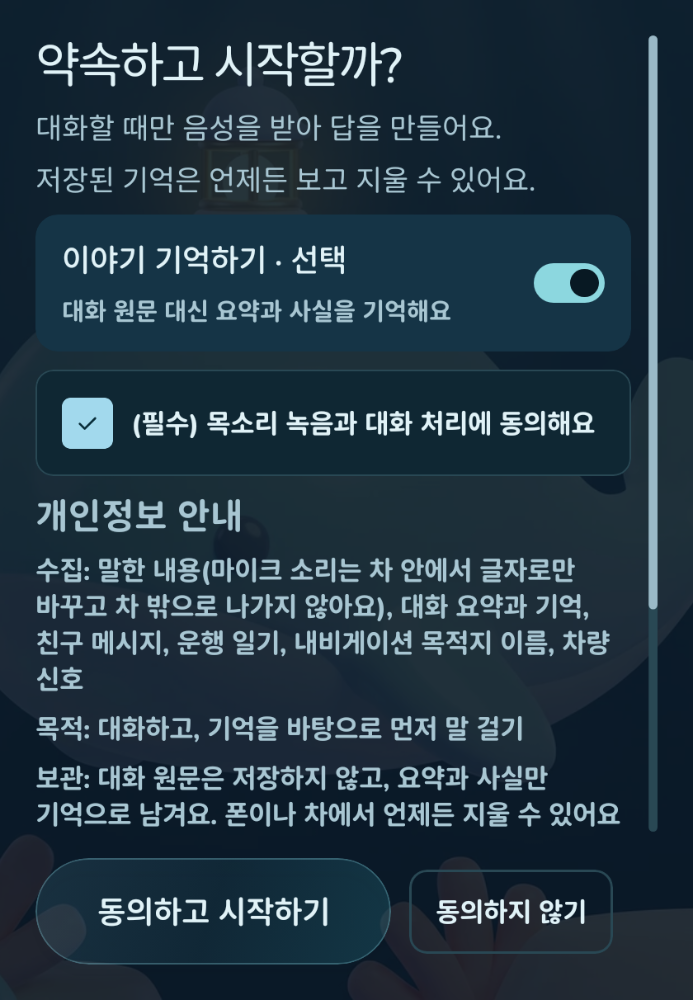 약속하고 시작할까?
대화할 때만 음성을 받아 답을 만들어요.
저장된 기억은 언제든 보고 지울 수 있어요.
이야기 기억하기 · 선택
대화 원문 대신 요약과 사실을 기억해요
(필수) 목소리 녹음과 대화 처리에 동의해요
개인정보 안내
수집: 말한 내용(마이크 소리는 차 안에서 글자로만
바꾸고 차 밖으로 나가지 않아요), 대화 요약과 기억,
친구 메시지, 운행 일기, 내비게이션 목적지 이름, 차량
신호
목적: 대화하고, 기억을 바탕으로 먼저 말 걸기
보관: 대화 원문은 저장하지 않고, 요약과 사실만
기억으로 남겨요. 폰이나 차에서 언제든 지울 수 있어요
동의하고 시작하기
동의하지 않기